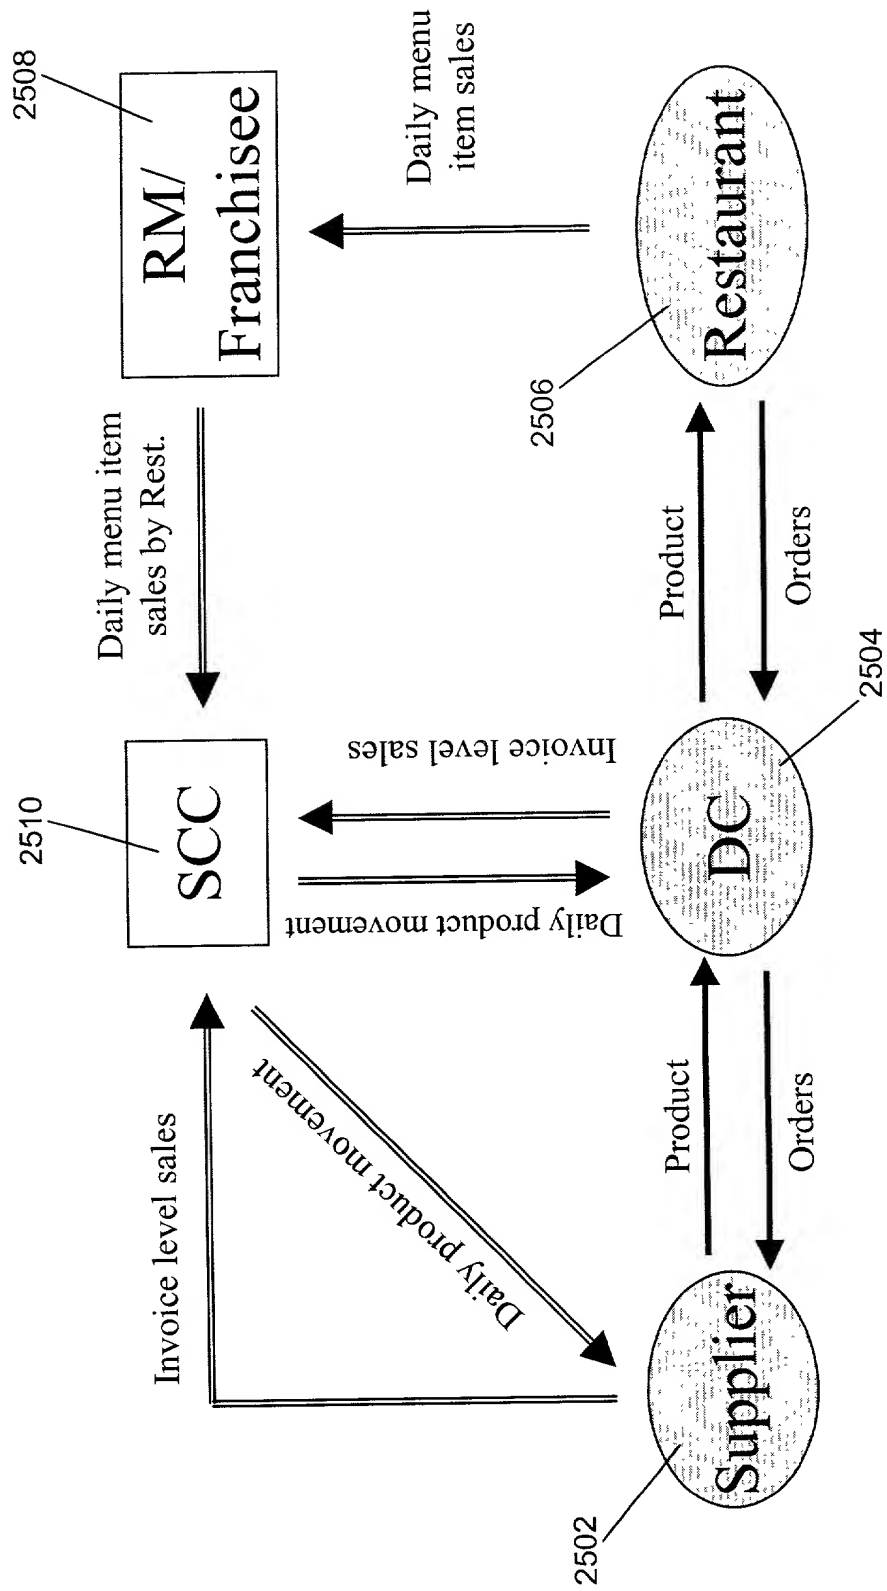 2510
SCC
Daily menu item
sales by Rest.
2508
RM/
Franchisee
Invoice level sales
Daily product movement
Daily product movement
Invoice level sales
Daily menu
item sales
2502
Supplier
Product
Orders
DC
2504
Product
Orders
2506
Restaurant